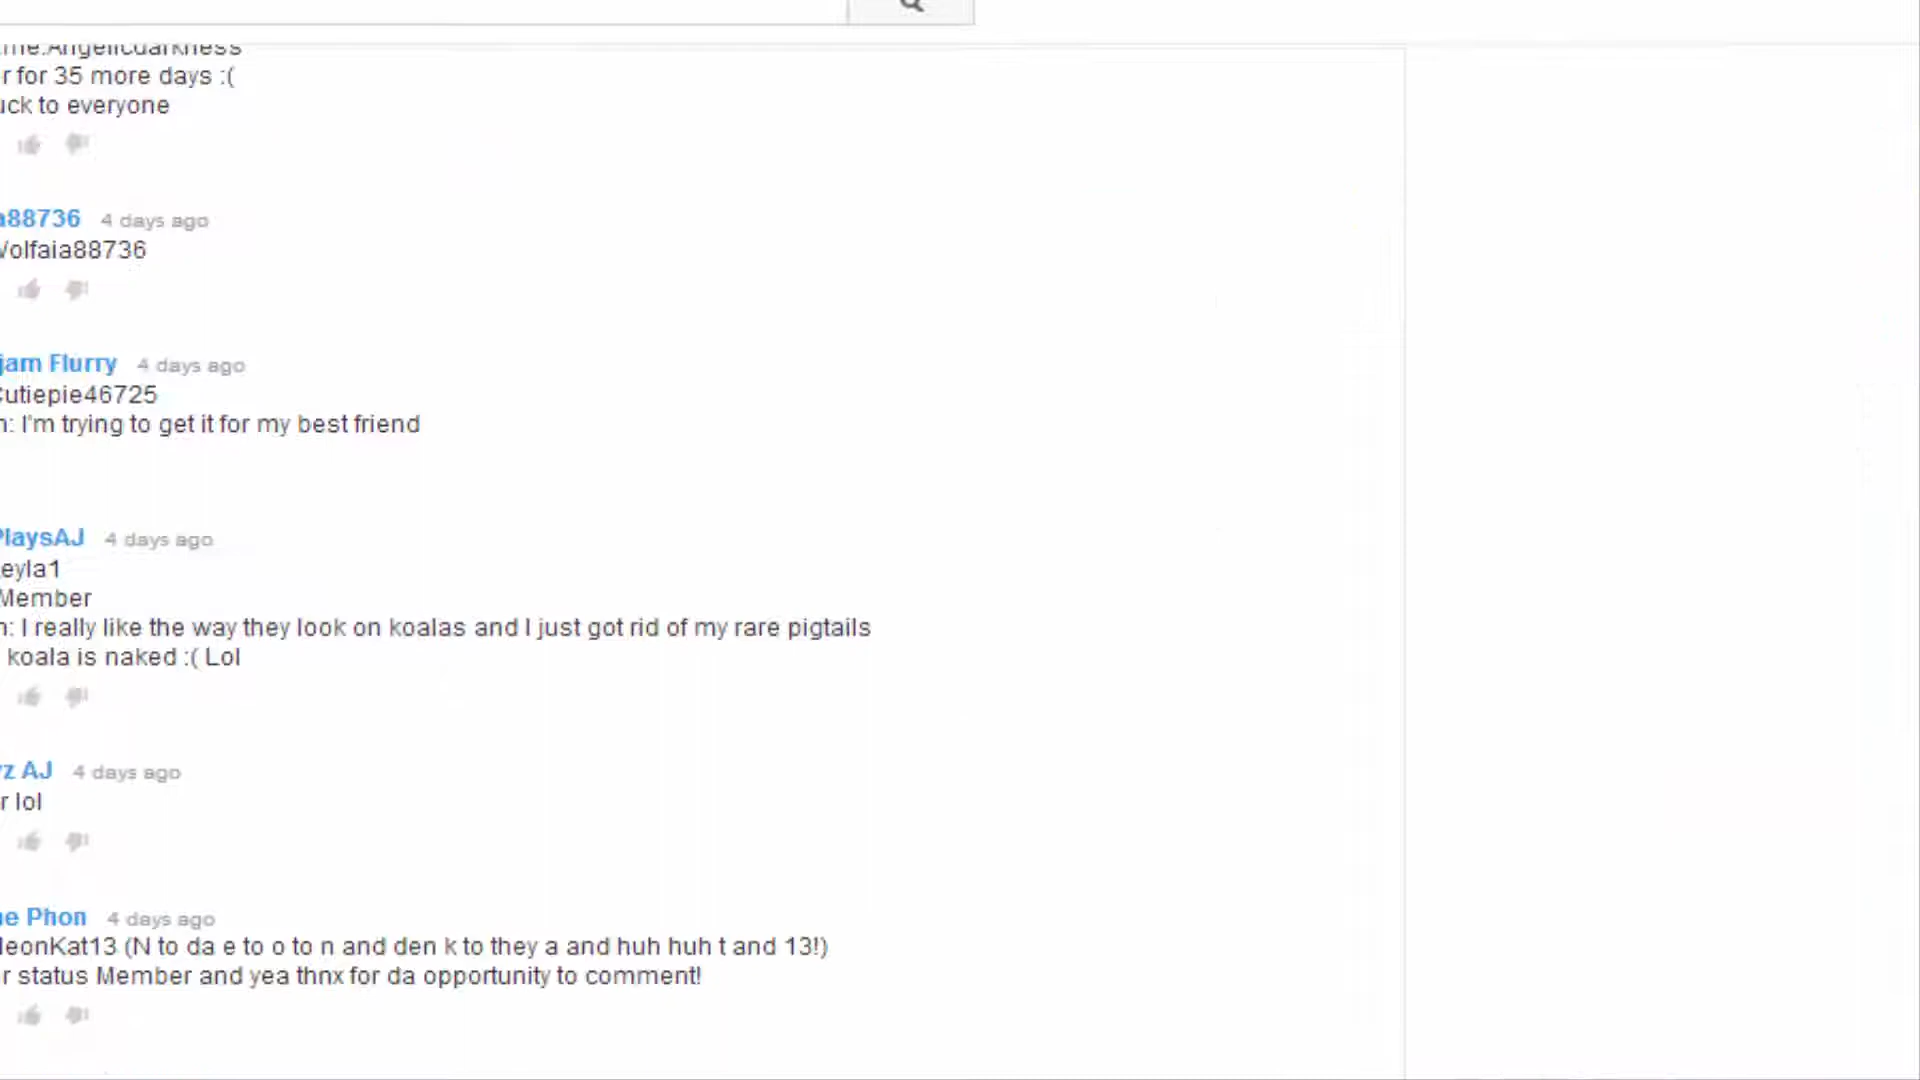 me:Angelicdarkness
r for 35 more days :(
uck to everyone
a88736 4 days ago
Wolfaia88736
jam Flurry 4 days ago
Cutiepie46725
n: I'm trying to get it for my best friend
PlaysAJ 4 days ago
eyla1
Member
n: I really like the way they look on koalas and I just got rid of my rare pigtails
koala is naked :( Lol
z AJ 4 days ago
r lol
ne Phon 4 days ago
NeonKat13 (N to da e to o to n and den k to they a and huh huh t and 13!)
r status Member and yea thnx for da opportunity to comment!